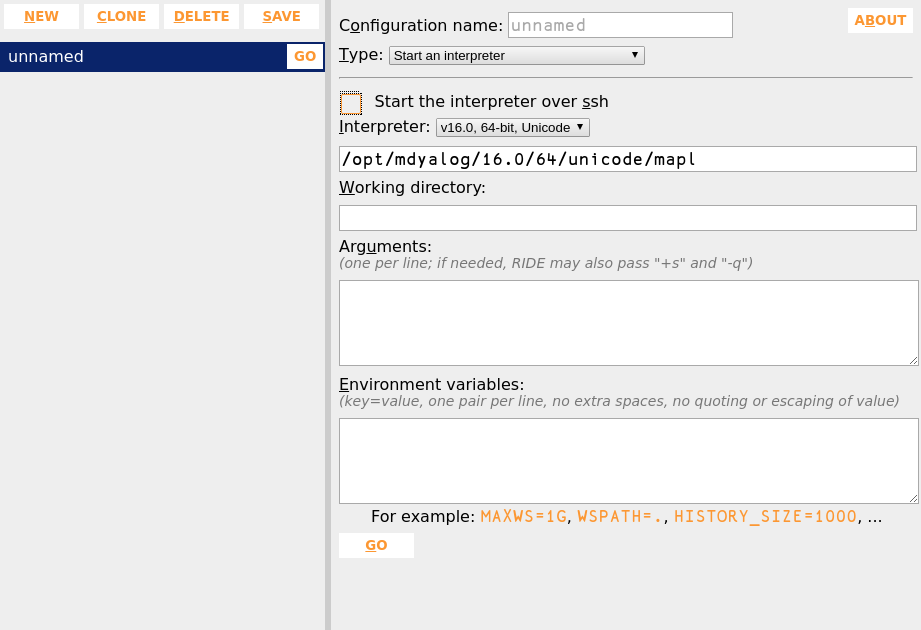 NEW CLONE DELETE SAVE
unnamed GO
Configuration name: unnamed ABOUT
Type: Start an interpreter
Start the interpreter over ssh
Interpreter: v16.0, 64-bit, Unicode
/opt/mdyalog/16.0/64/unicode/mapl
Working directory:
Arguments:
(one per line; if needed, RIDE may also pass "+s" and "-q")
Environment variables:
(key=value, one pair per line, no extra spaces, no quoting or escaping of value)
For example: MAXWS=1G, WSPATH=., HISTORY_SIZE=1000, ...
GO